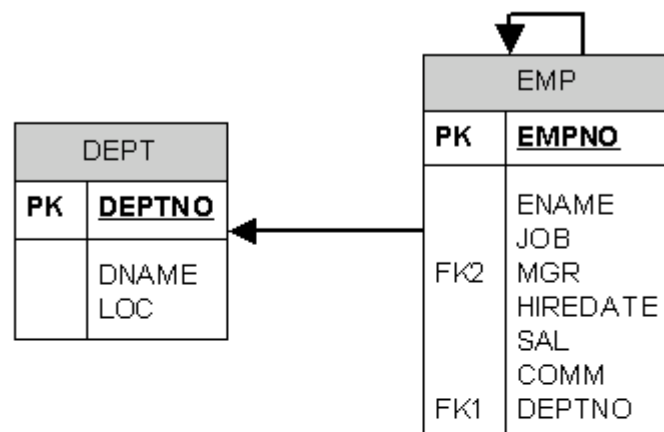 DEPT
PK DEPTNO
DNAME
LOC
EMP
PK EMPNO
ENAME
JOB
FK2 MGR
HIREDATE
SAL
COMM
FK1 DEPTNO